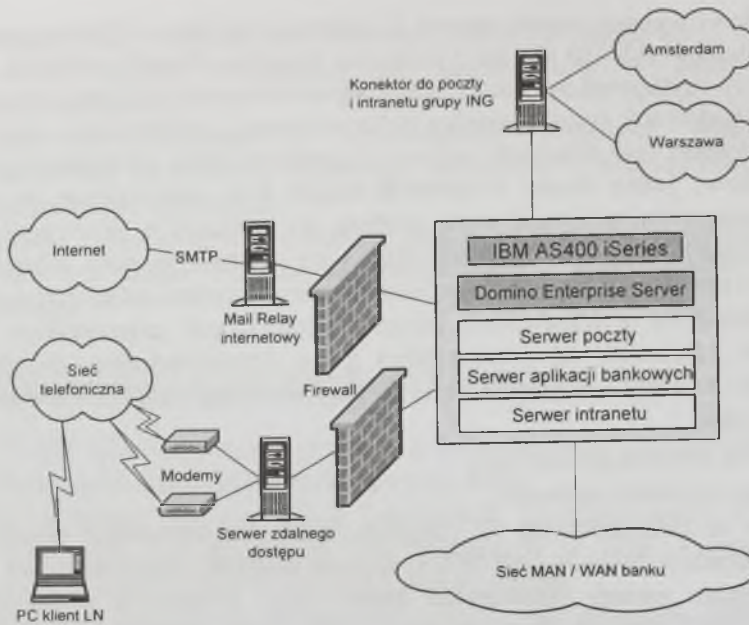 Amsterdam
Konektor do poczty
i intranetu grupy ING
Warszawa
Internet
SMTP
Mail Relay
internetowy
IBM AS400 iSeries
Domino Enterprise Server
Serwer poczty
Serwer aplikacji bankowych
Serwer intranetu
Sieć
telefoniczna
Firewall
Modemy
Serwer zdalnego
dostępu
Sieć MAN / WAN banku
PC klient LN